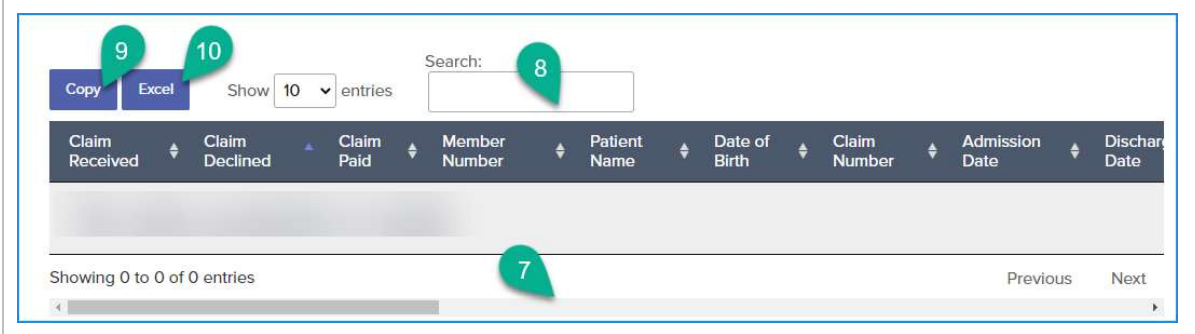 9 10 8
Search:
Copy Excel Show 10 entries
Claim Received Claim Declined Claim Paid Member Number Patient Name Date of Birth Claim Number Admission Date Discharg Date
7
Showing 0 to 0 of 0 entries Previous Next